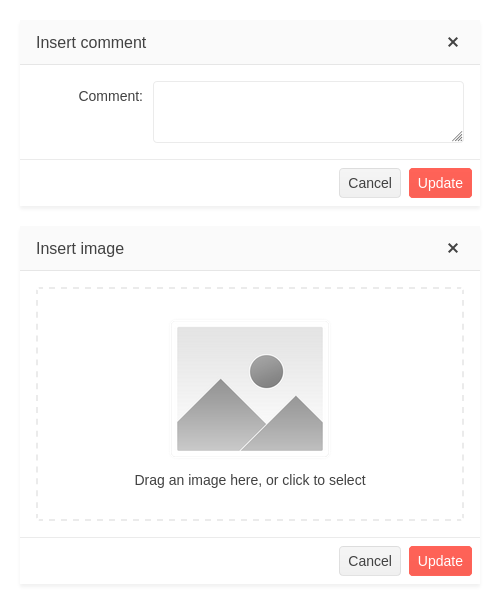 Insert comment
Comment:
Cancel Update
Insert image
Drag an image here, or click to select
Cancel Update